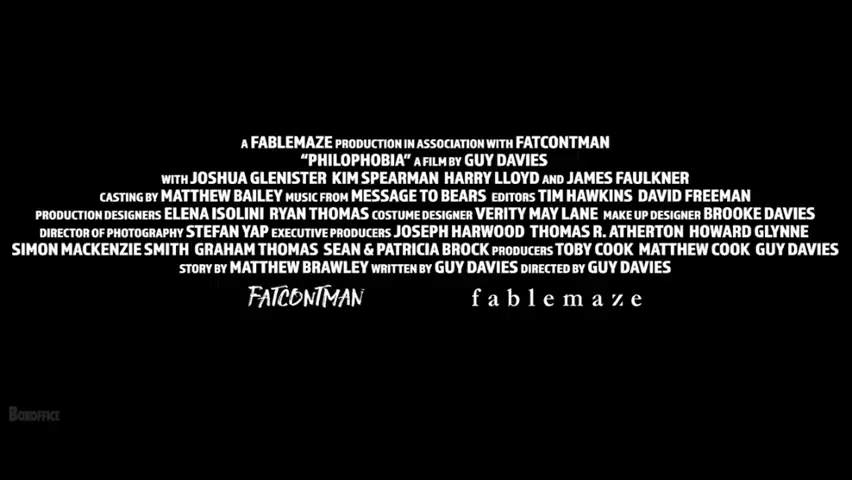 A FABLEMAZE PRODUCTION IN ASSOCIATION WITH FATCONTMAN
"PHILOPHOBIA" A FILM BY GUY DAVIES
WITH JOSHUA GLENISTER KIM SPEARMAN HARRY LLOYD AND JAMES FAULKNER
CASTING BY MATTHEW BAILEY MUSIC FROM MESSAGE TO BEARS EDITORS TIM HAWKINS DAVID FREEMAN
PRODUCTION DESIGNERS ELENA ISOLINI RYAN THOMAS COSTUME DESIGNER VERITY MAY LANE MAKE UP DESIGNER BROOKE DAVIES
DIRECTOR OF PHOTOGRAPHY STEFAN YAP EXECUTIVE PRODUCERS JOSEPH HARWOOD THOMAS R. ATHERTON HOWARD GLYNNE
SIMON MACKENZIE SMITH GRAHAM THOMAS SEAN & PATRICIA BROCK PRODUCERS TOBY COOK MATTHEW COOK GUY DAVIES
STORY BY MATTHEW BRAWLEY WRITTEN BY GUY DAVIES DIRECTED BY GUY DAVIES
FATCONTMAN fablemaze
BOXOFFICE